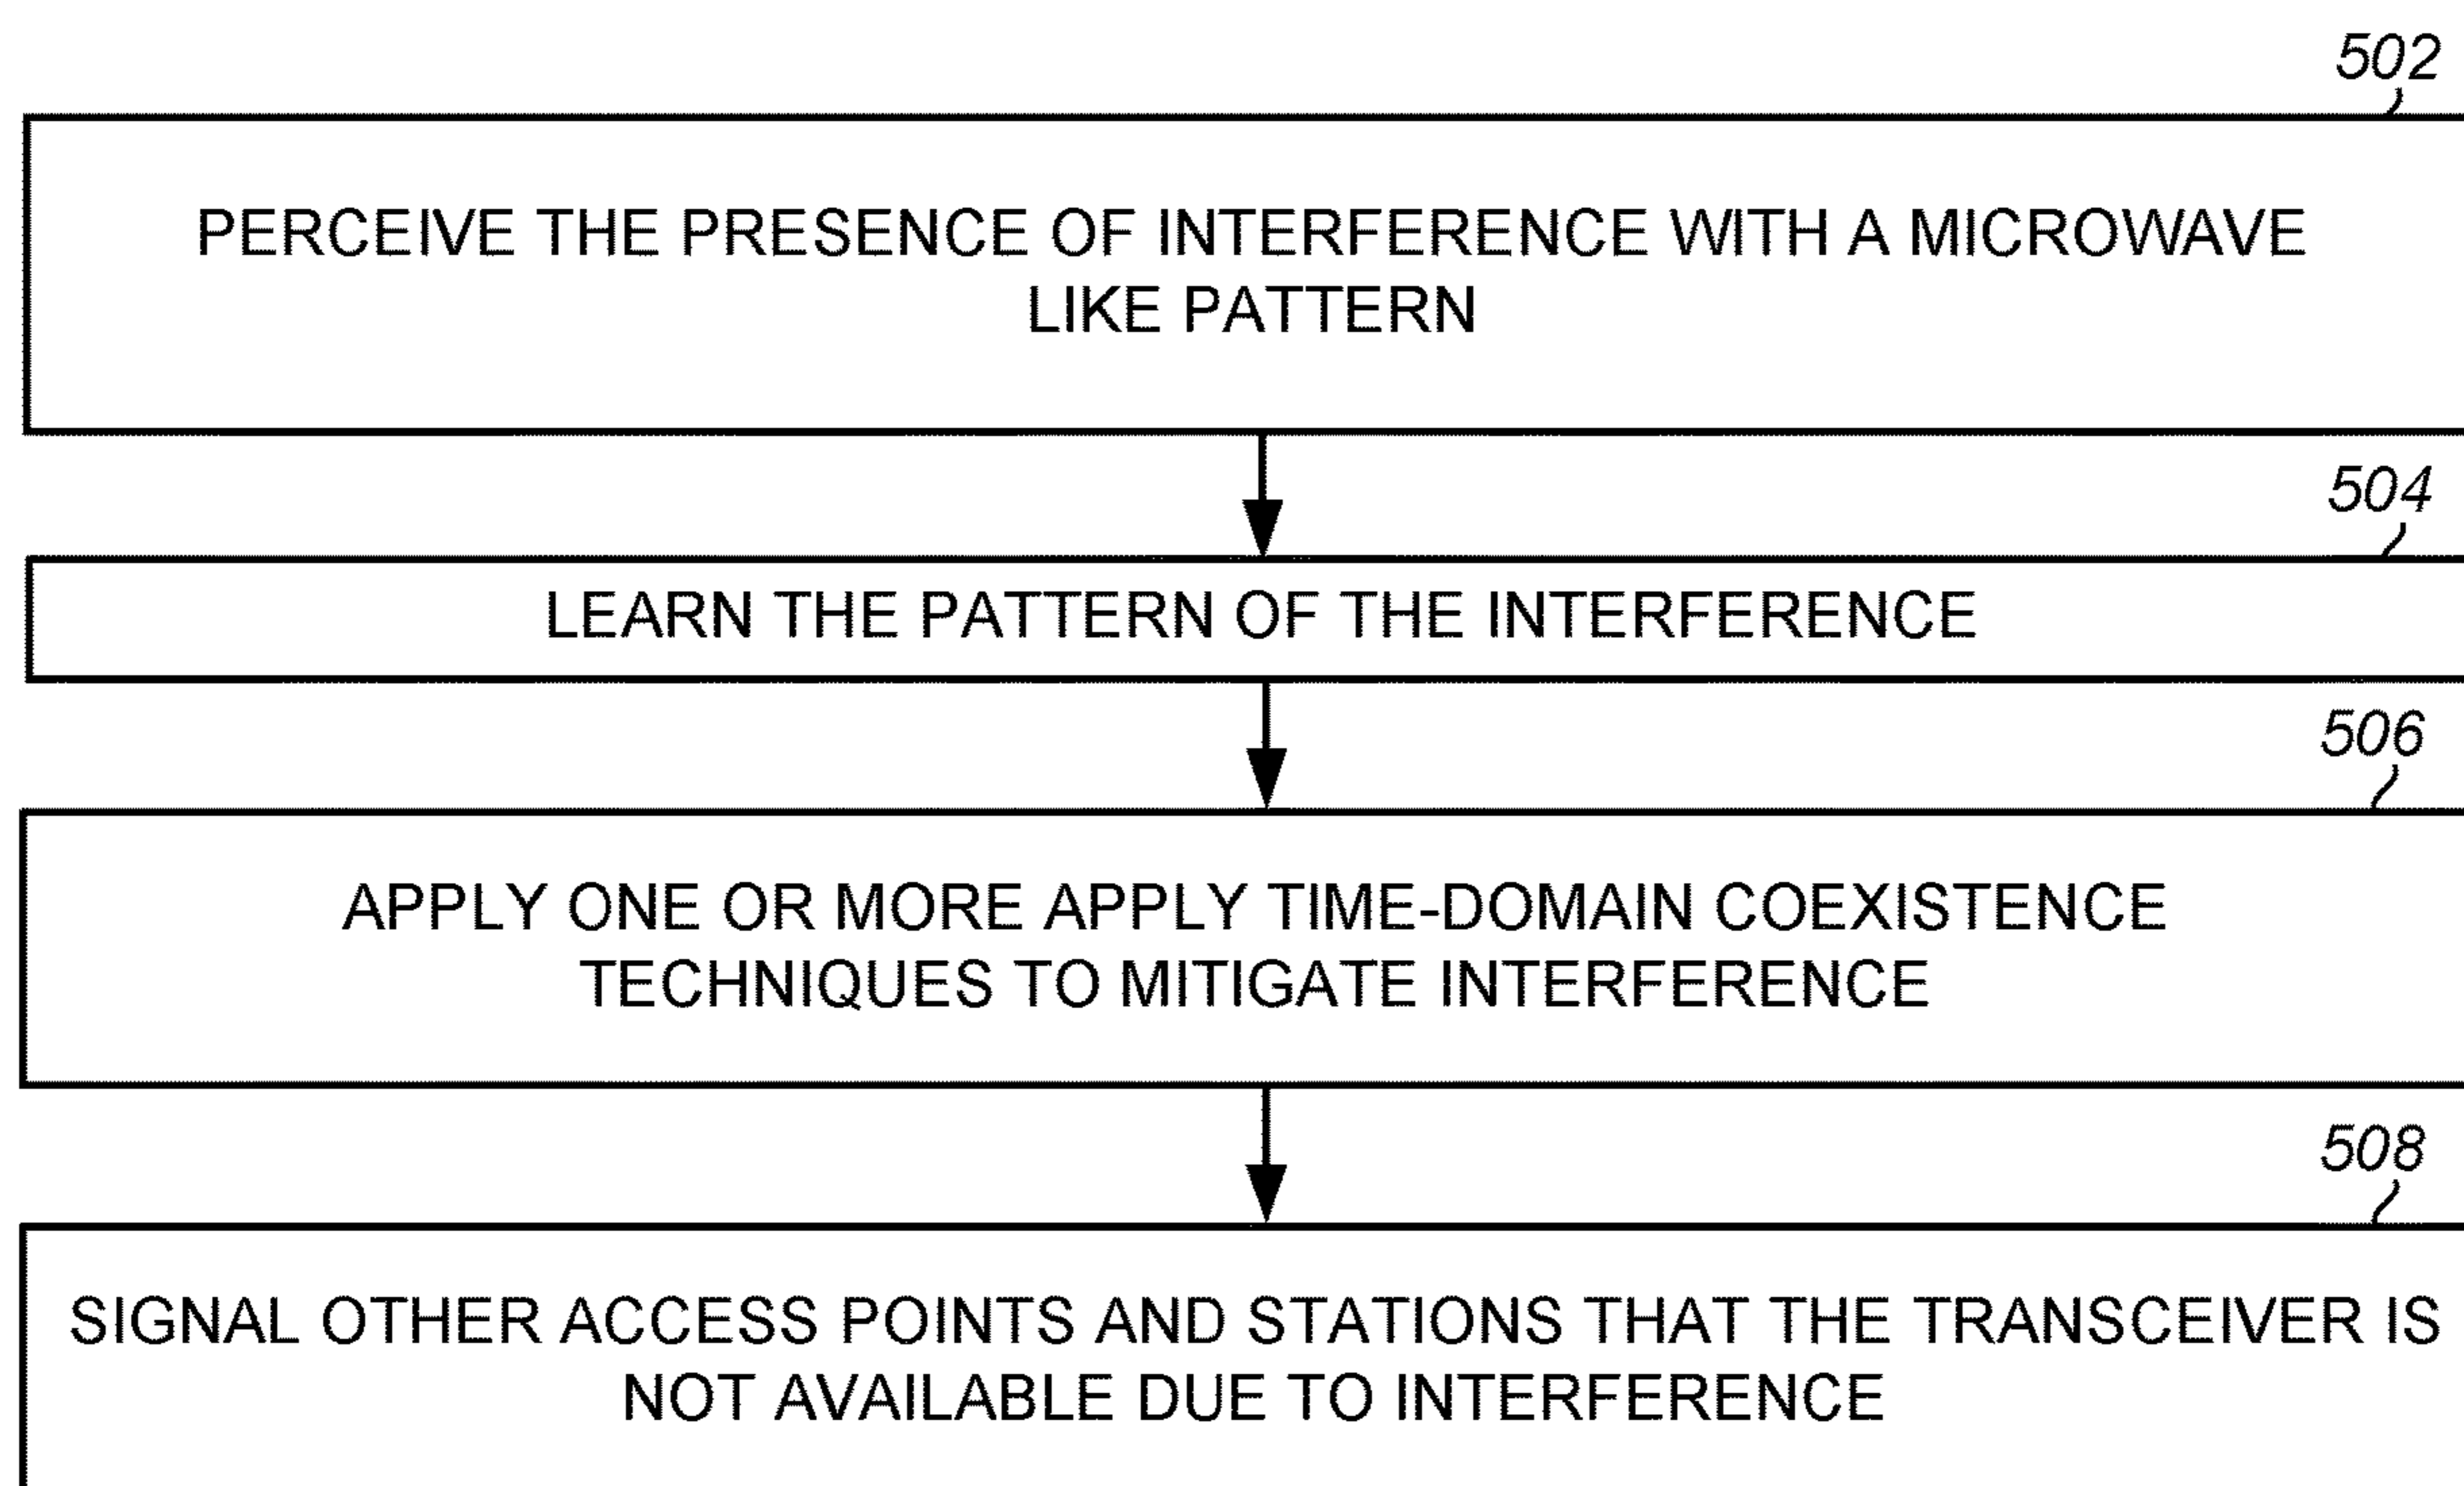 502
PERCEIVE THE PRESENCE OF INTERFERENCE WITH A MICROWAVE
LIKE PATTERN
504
LEARN THE PATTERN OF THE INTERFERENCE
506
APPLY ONE OR MORE APPLY TIME-DOMAIN COEXISTENCE
TECHNIQUES TO MITIGATE INTERFERENCE
508
SIGNAL OTHER ACCESS POINTS AND STATIONS THAT THE TRANSCEIVER IS
NOT AVAILABLE DUE TO INTERFERENCE